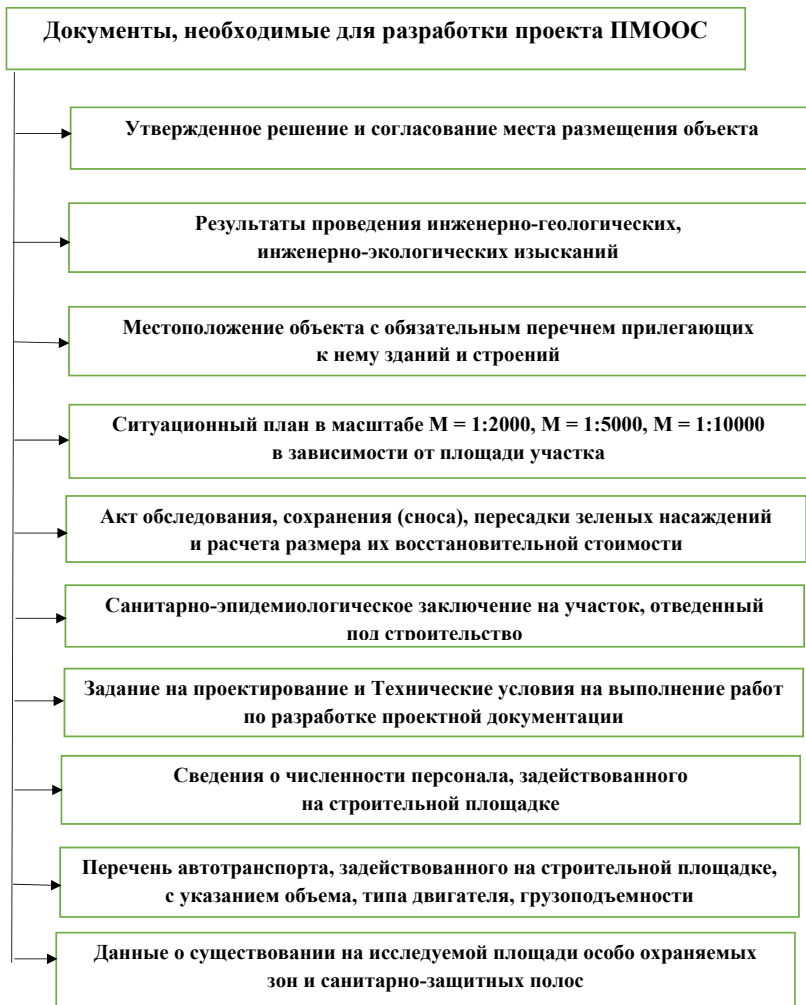 Документы, необходимые для разработки проекта ПМООС
Утвержденное решение и согласование места размещения объекта
Результаты проведения инженерно-геологических,
инженерно-экологических изысканий
Местоположение объекта с обязательным перечнем прилегающих
к нему зданий и строений
Ситуационный план в масштабе М = 1:2000, М = 1:5000, М = 1:10000
в зависимости от площади участка
Акт обследования, сохранения (сноса), пересадки зеленых насаждений
и расчета размера их восстановительной стоимости
Санитарно-эпидемиологическое заключение на участок, отведенный
под строительство
Задание на проектирование и Технические условия на выполнение работ
по разработке проектной документации
Сведения о численности персонала, задействованного
на строительной площадке
Перечень автотранспорта, задействованного на строительной площадке,
с указанием объема, типа двигателя, грузоподъемности
Данные о существовании на исследуемой площади особо охраняемых
зон и санитарно-защитных полос